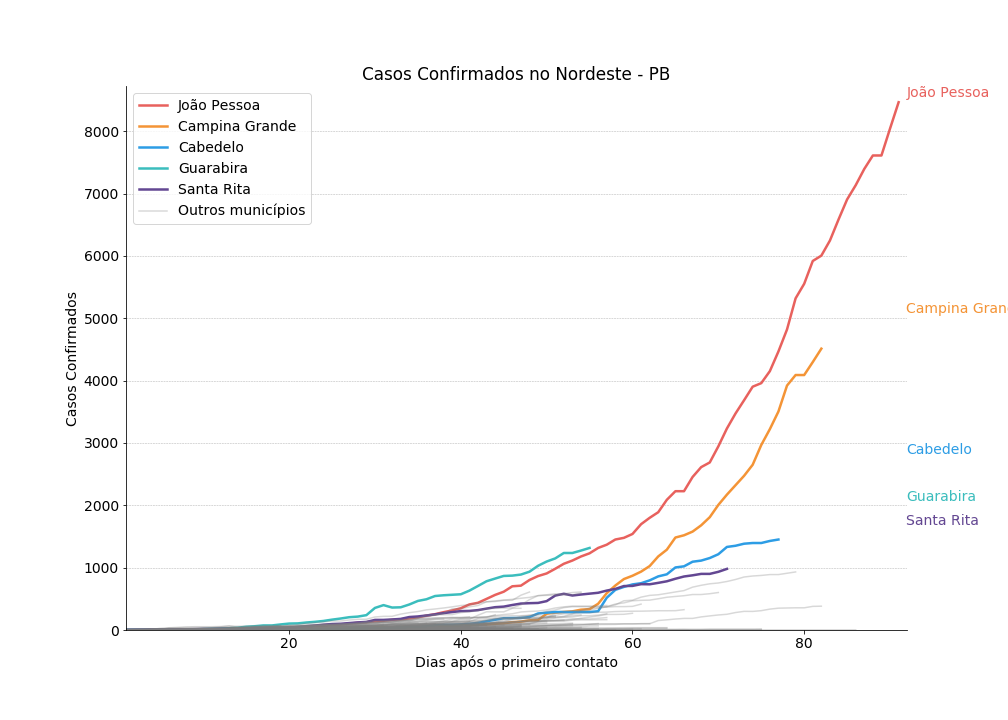 Casos Confirmados no Nordeste - PB
João Pessoa
Campina Grande
Cabedelo
Guarabira
Santa Rita
Outros municípios
João Pessoa
Campina Gran
Cabedelo
Guarabira
Santa Rita
8000
7000
6000
5000
4000
3000
2000
1000
0
Casos Confirmados
20
40
60
80
Dias após o primeiro contato